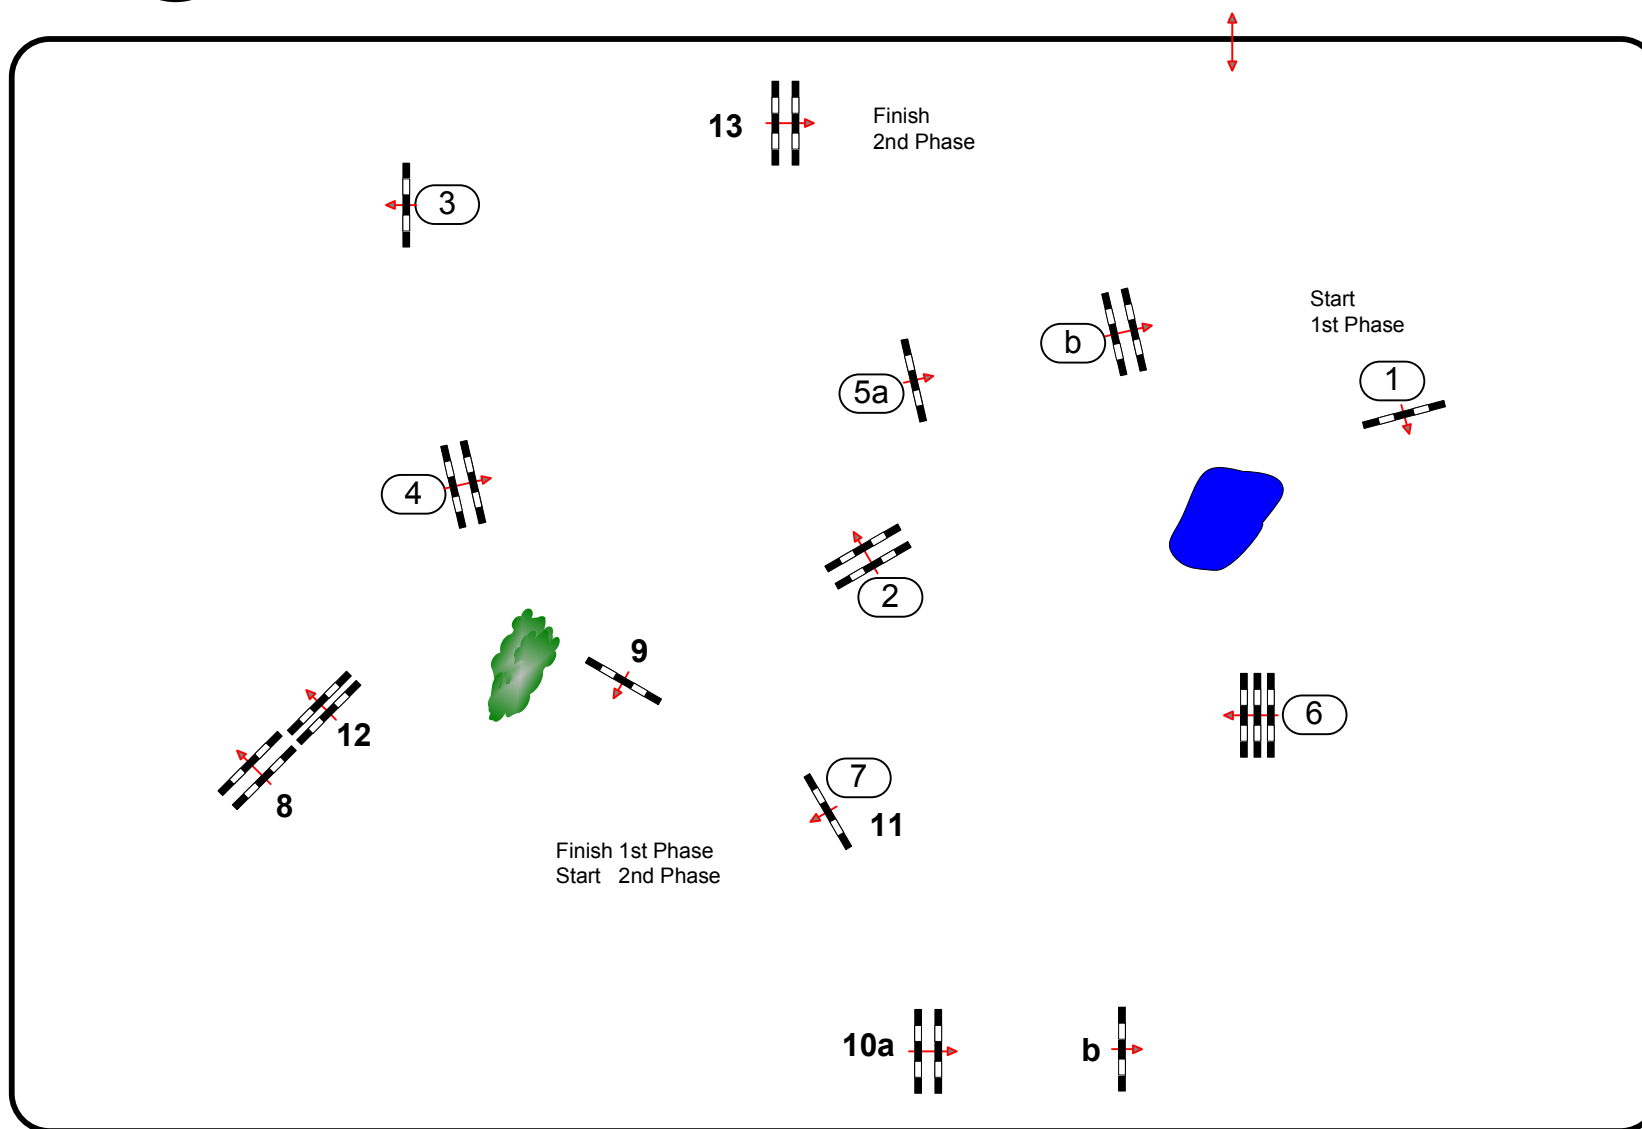 13
Finish
2nd Phase
3
Start
1st Phase
b
1
5a
4
2
9
12
6
7
8
11
Finish 1st Phase
Start 2nd Phase
10a
b